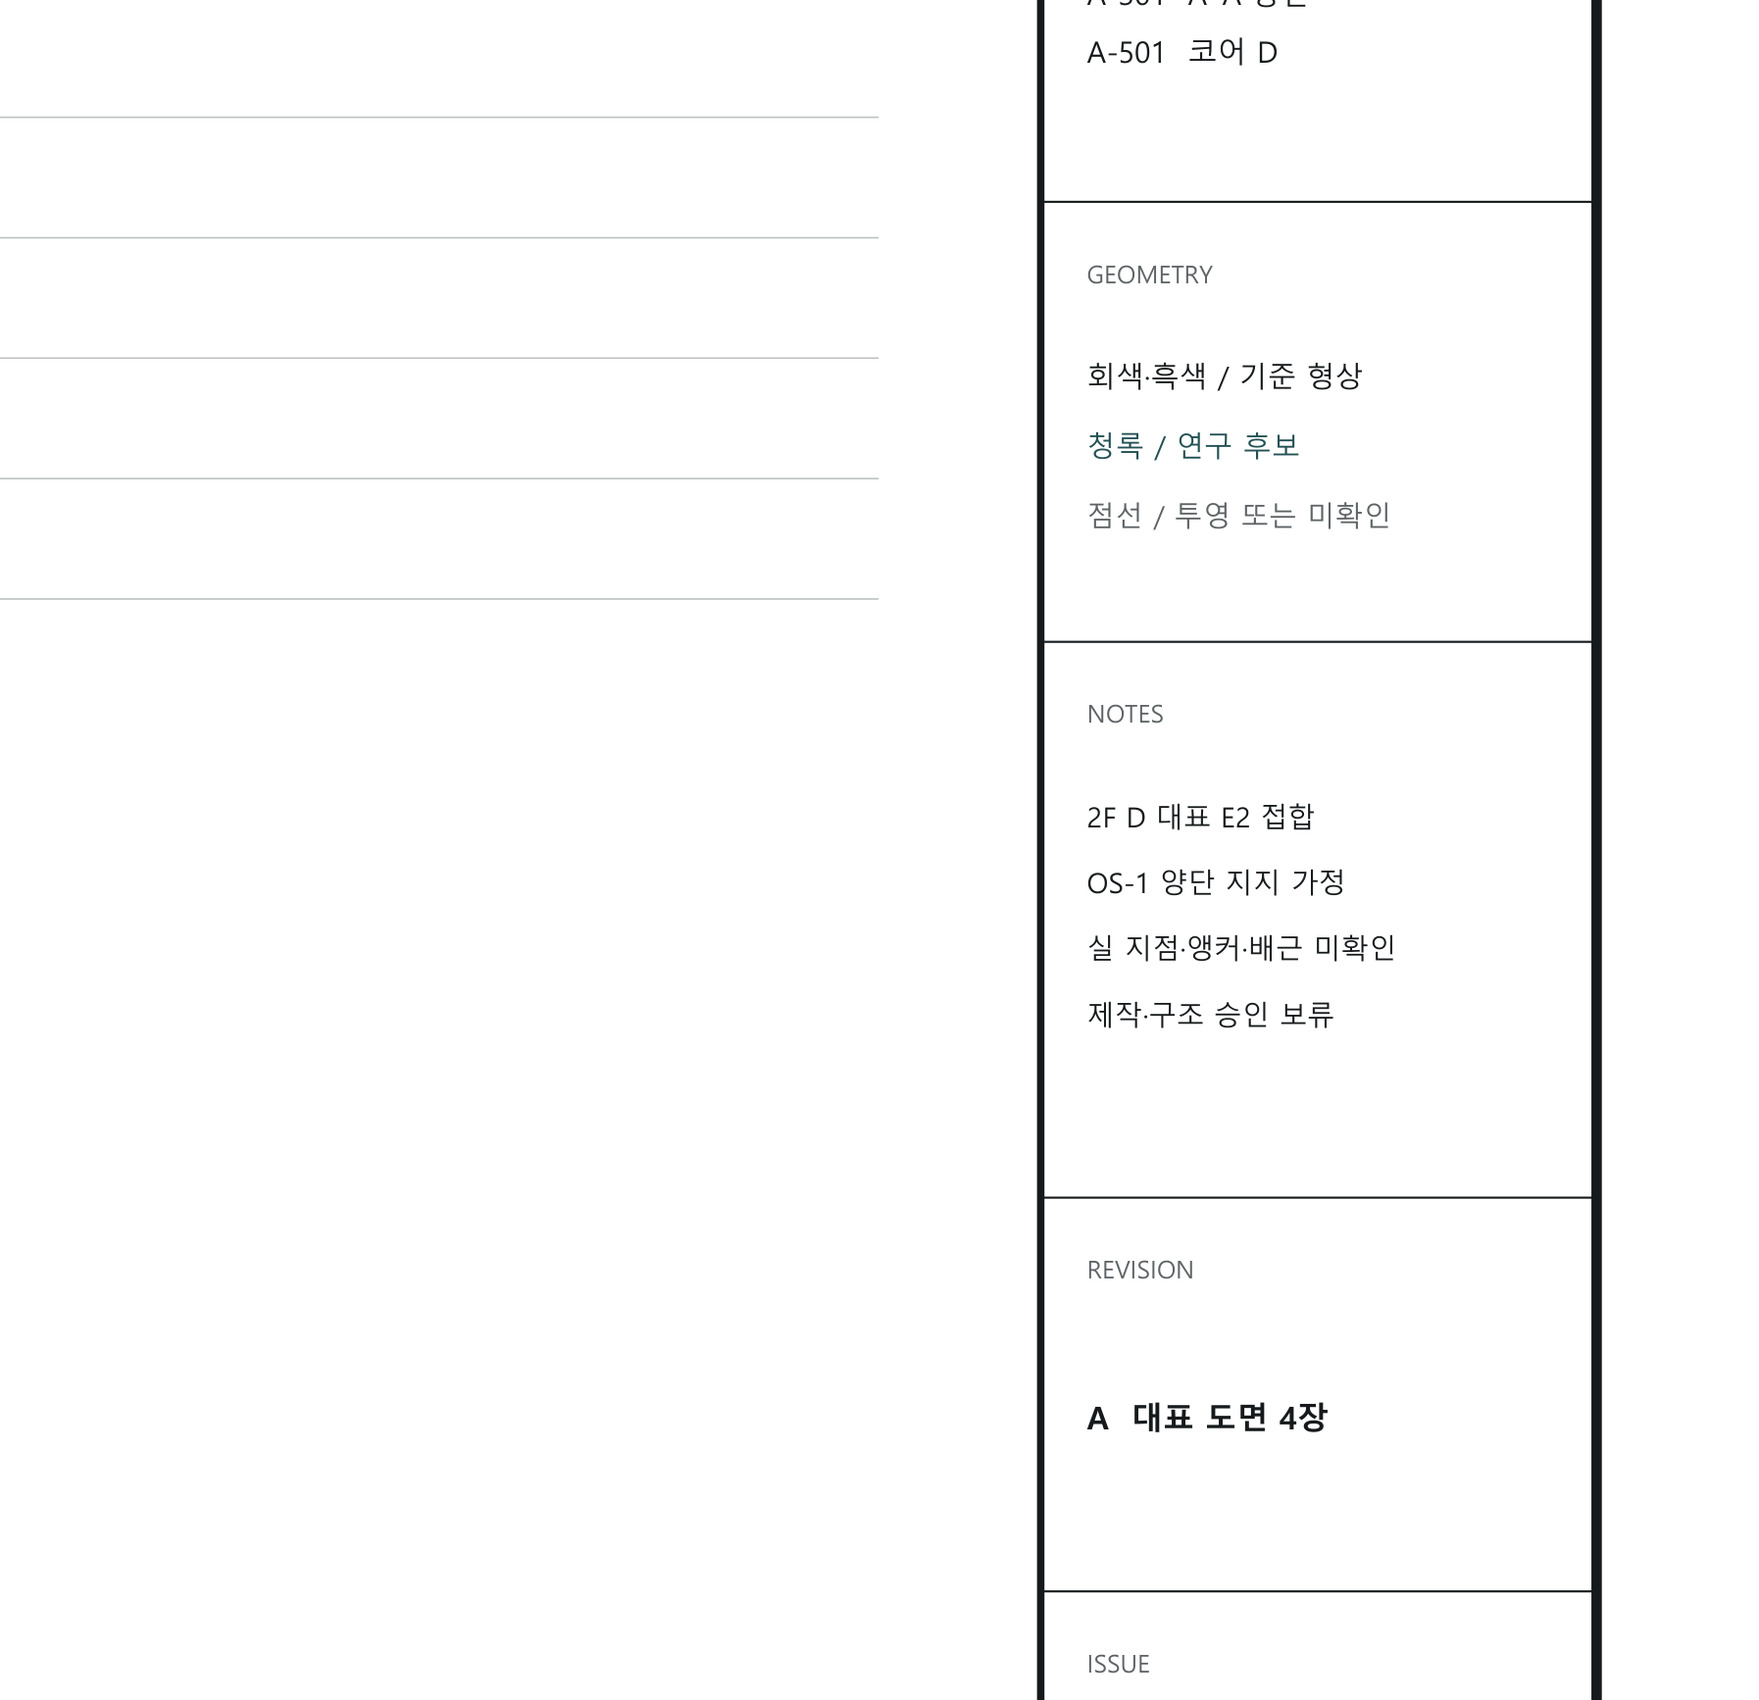 A-501 코어 D
GEOMETRY
회색·흑색 / 기준 형상
청록 / 연구 후보
점선 / 투영 또는 미확인
NOTES
2F D 대표 E2 접합
OS-1 양단 지지 가정
실 지점·앵커·배근 미확인
제작·구조 승인 보류
REVISION
A 대표 도면 4장
ISSUE